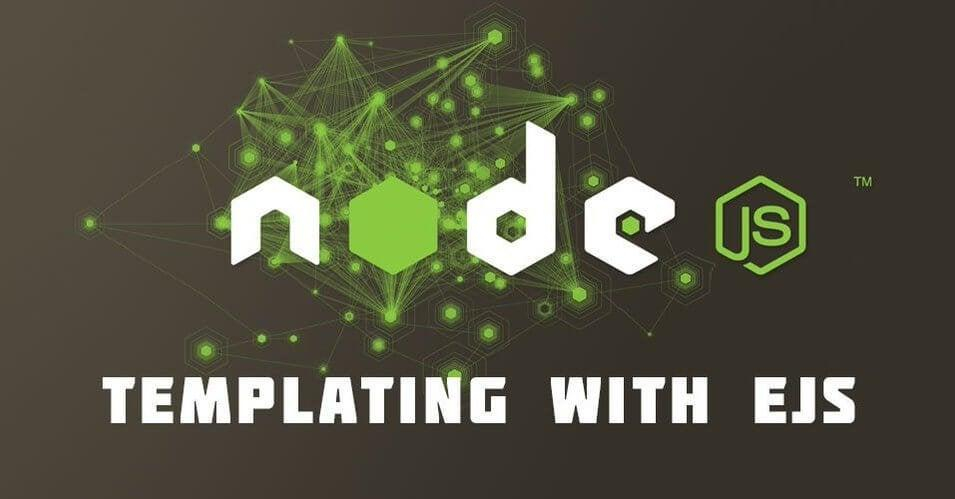 node JS ™
TEMPLATING WITH EJS